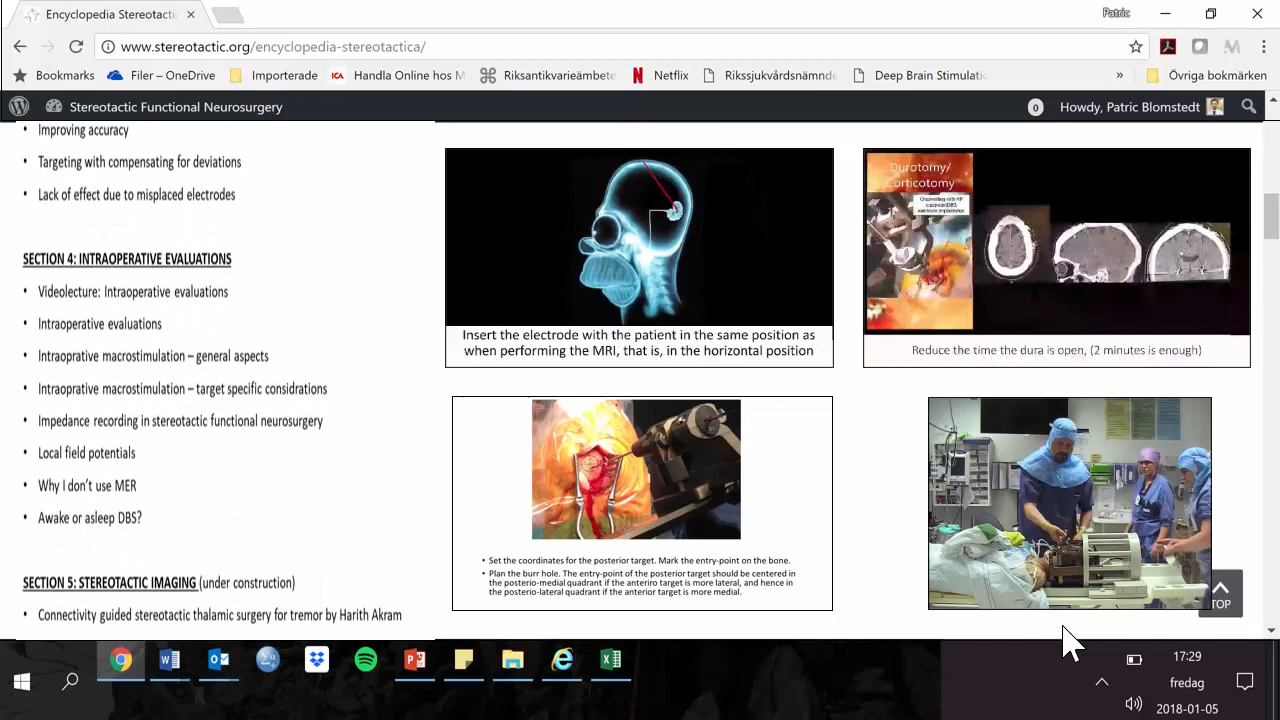 Encyclopedia Stereotacti
Patric
www.stereotactic.org/encyclopedia-stereotactica/
Bookmarks
Filer – OneDrive
Importerade
ICA
Handla Online hos M
Riksantikvarieämbete
N
Netflix
Rikssjukvårdsnämnde
Deep Brain Stimulatio
»
Övriga bokmärken
Stereotactic Functional Neurosurgery
0
Howdy, Patric Blomstedt
• Improving accuracy
• Targeting with compensating for deviations
• Lack of effect due to misplaced electrodes
SECTION 4: INTRAOPERATIVE EVALUATIONS
• Videolecture: Intraoperative evaluations
• Intraoperative evaluations
• Intraoprative macrostimulation – general aspects
• Intraoprative macrostimulation – target specific considrations
• Impedance recording in stereotactic functional neurosurgery
• Local field potentials
• Why I don't use MER
• Awake or asleep DBS?
SECTION 5: STEREOTACTIC IMAGING (under construction)
• Connectivity guided stereotactic thalamic surgery for tremor by Harith Akram
Insert the electrode with the patient in the same position as
when performing the MRI, that is, in the horizontal position
Durotomy/
Corticotomy
Reduce the time the dura is open, (2 minutes is enough)
• Set the coordinates for the posterior target. Mark the entry-point on the bone.
• Plan the burr hole. The entry-point of the posterior target should be centered in
the posterio-medial quadrant if the anteriro target is more lateral, and hence in
the posterio-lateral quadrant if the anterior target is more medial.
TOP
17:29
fredag
2018-01-05